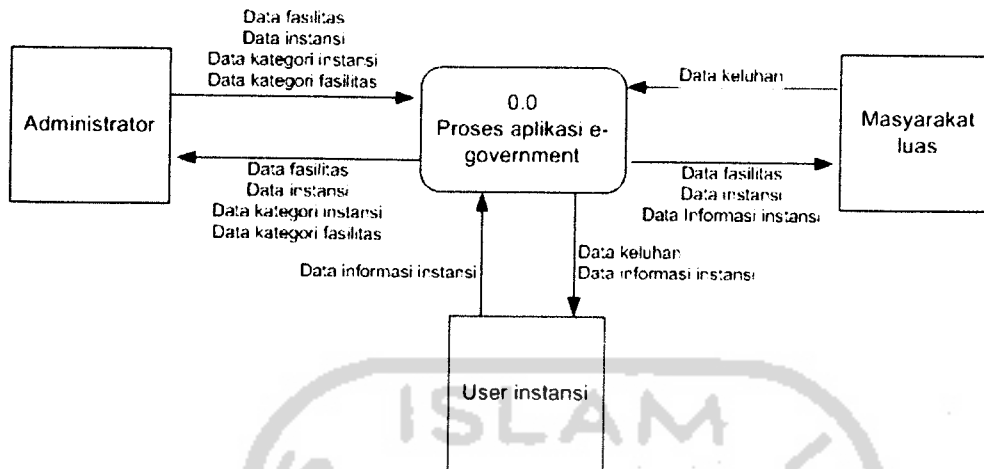 Data fasilitas
Data instansi
Data kategori instansi
Data kategori fasilitas
Administrator
0.0
Proses aplikasi e-
government
Data keluhan
Masyarakat
luas
Data fasilitas
Data instansi
Data kategori instansi
Data kategori fasilitas
Data fasilitas
Data instansi
Data Informasi instansi
Data informasi instansi
Data keluhan
Data informasi instansi
User instansi
ISLAM